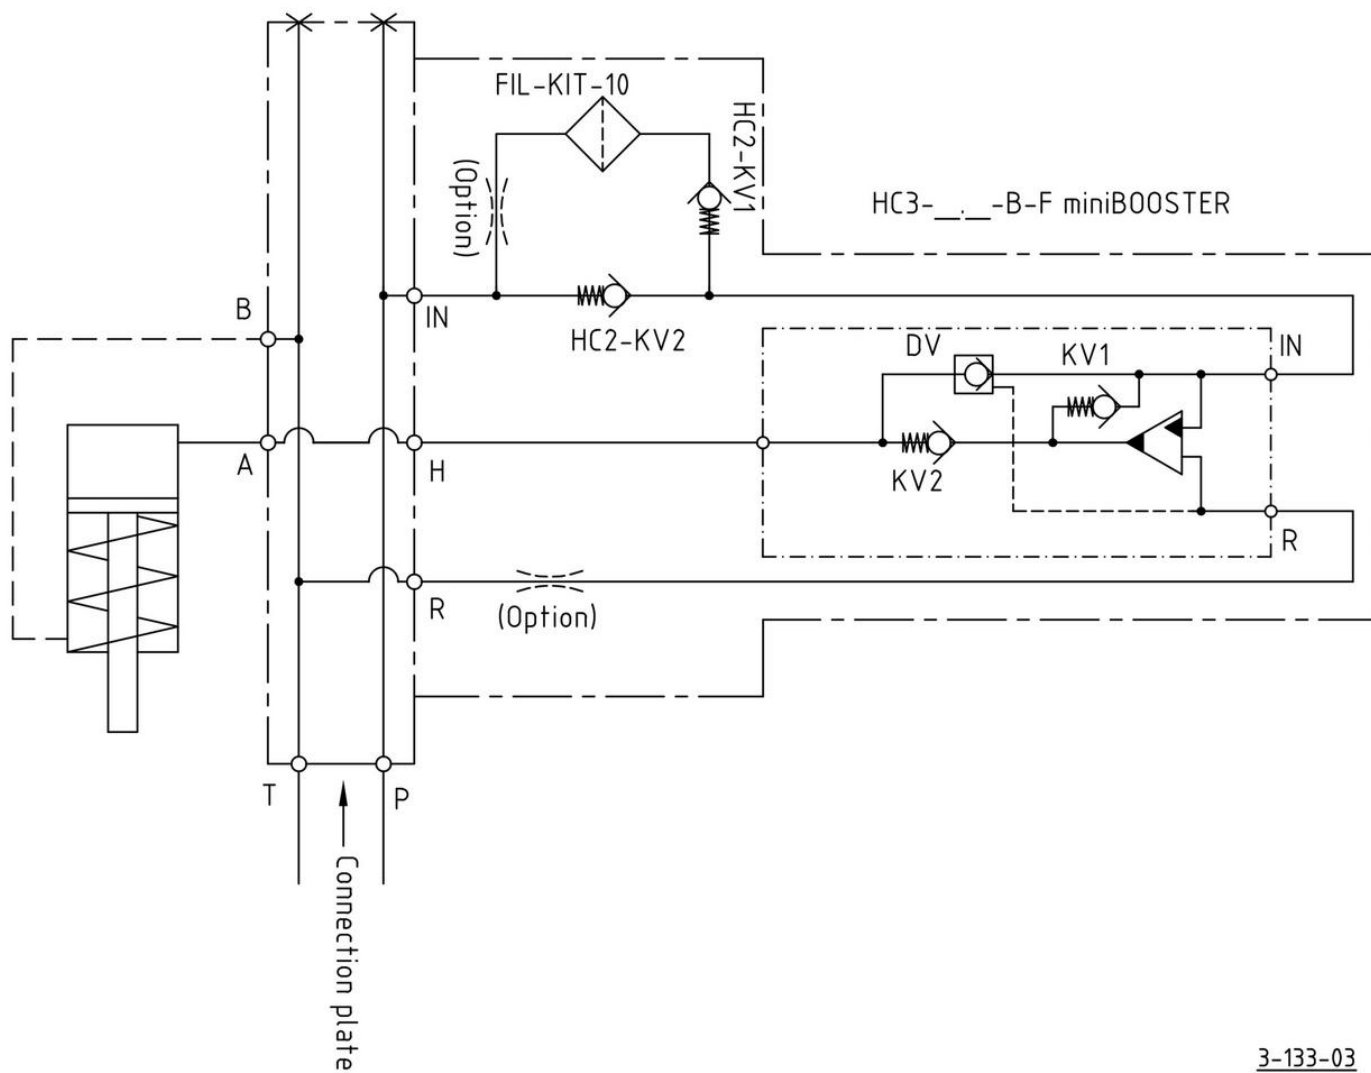 FIL-KIT-10
HC2-KV1
(Option)
HC3-__.__-B-F miniBOOSTER
B
IN
HC2-KV2
DV
KV1
IN
A
H
KV2
R
R
(Option)
T
P
Connection plate
3-133-03